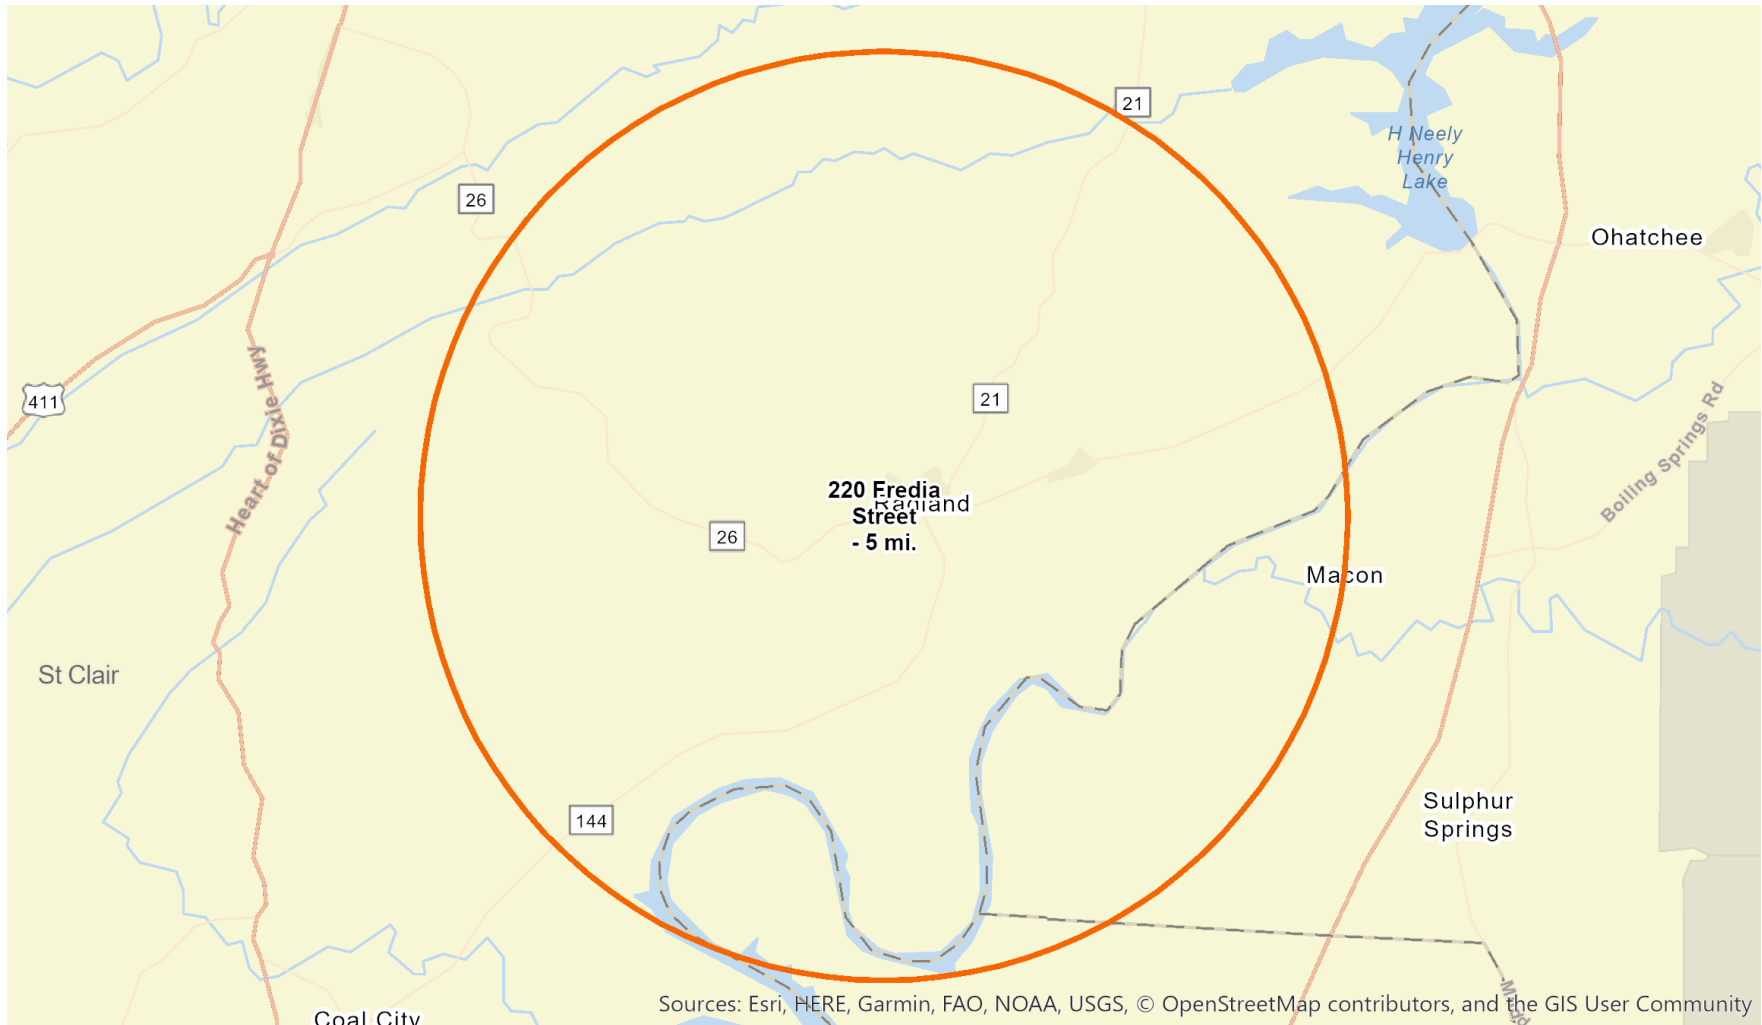 21
26
H Neely
Henry
Lake
Ohatchee
411
Heart of Dixie Hwy
21
Boiling Springs Rd
220 Fredia
Ragland
Street
- 5 mi.
26
Macon
St Clair
144
Sulphur
Springs
Coal City
Sources: Esri, HERE, Garmin, FAO, NOAA, USGS, © OpenStreetMap contributors, and the GIS User Community